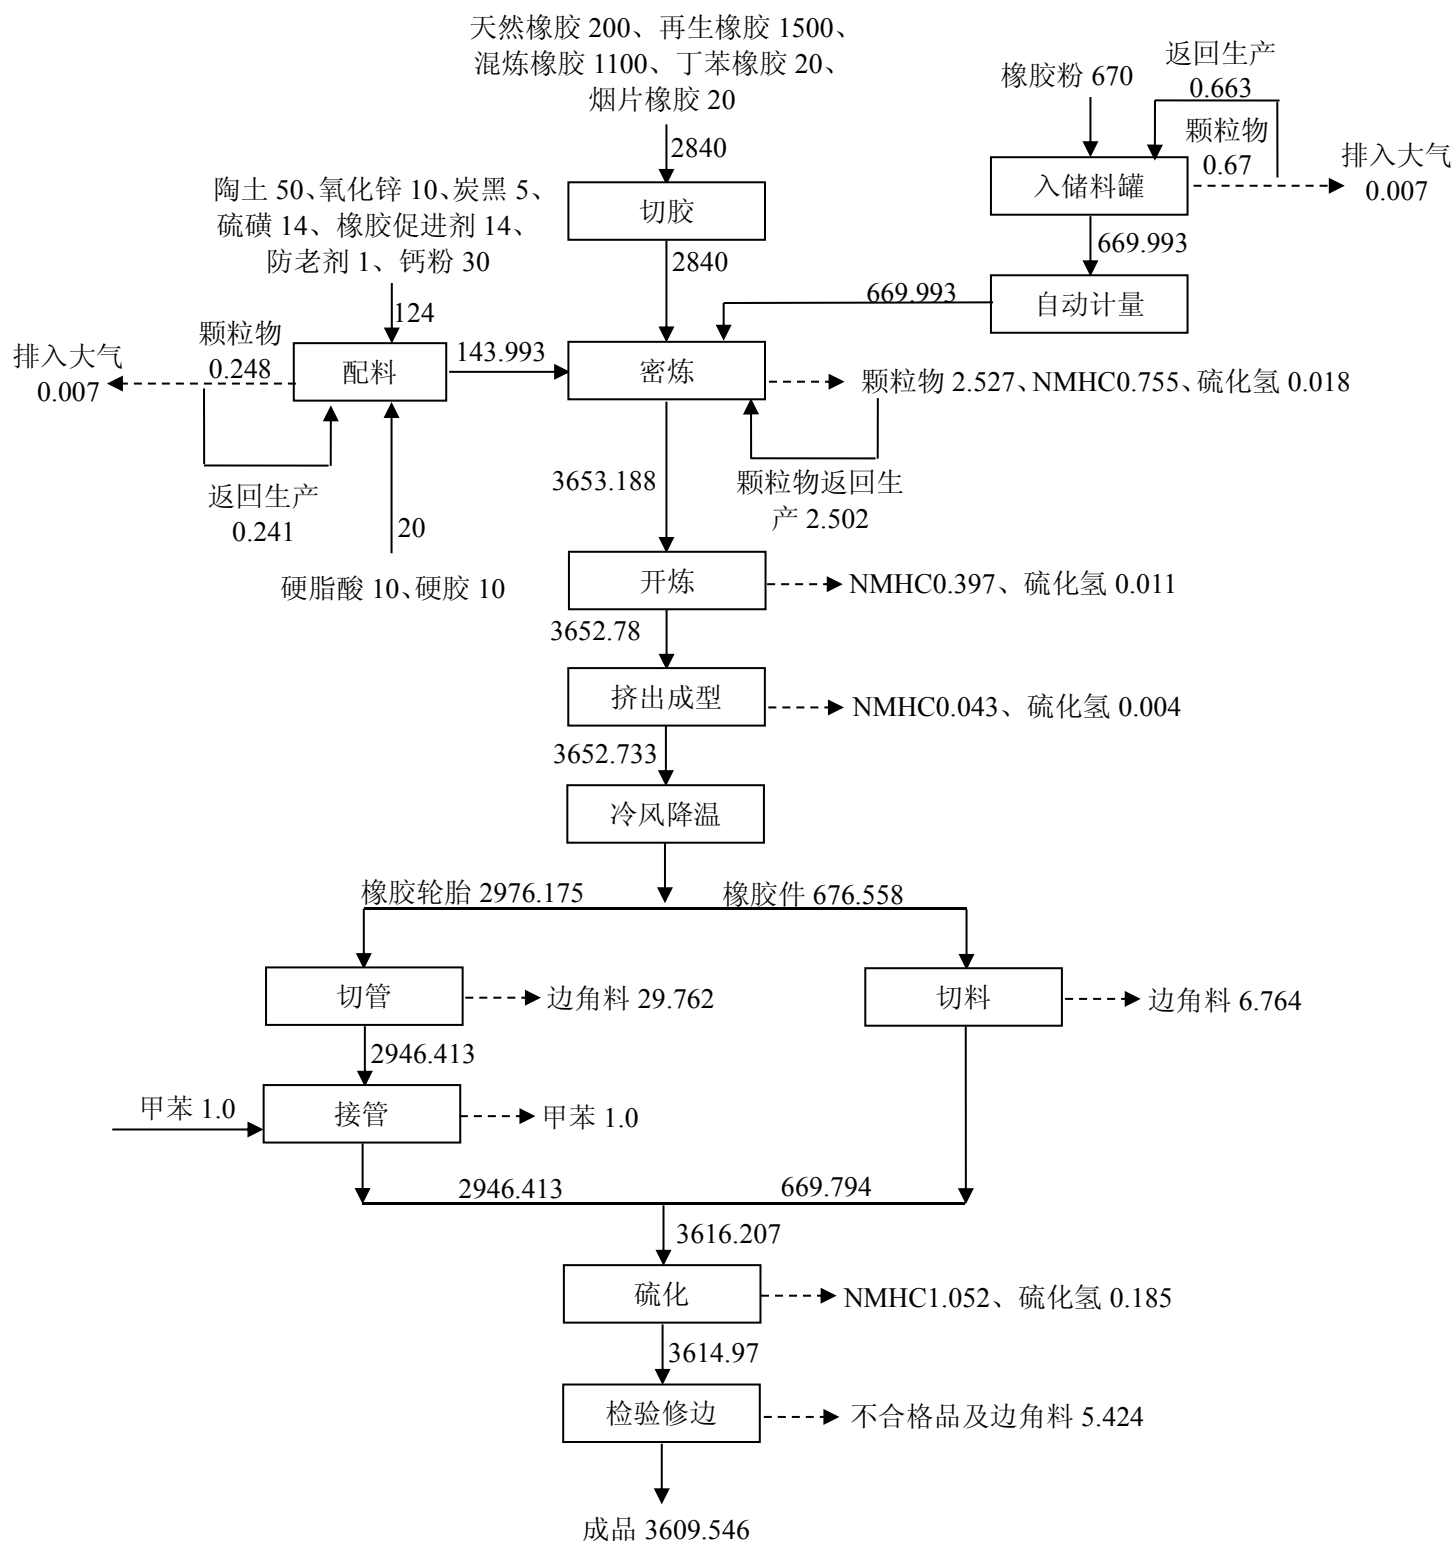 天然橡胶 200、再生橡胶 1500、
混炼橡胶 1100、丁苯橡胶 20、
烟片橡胶 20
2840
切胶
2840
橡胶粉 670
返回生产
0.663
颗粒物
0.67
排入大气
0.007
入储料罐
669.993
自动计量
669.993
陶土 50、氧化锌 10、炭黑 5、
硫磺 14、橡胶促进剂 14、
防老剂 1、钙粉 30
124
颗粒物
0.248
排入大气
0.007
配料
143.993
返回生产
0.241
20
硬脂酸 10、硬胶 10
密炼
颗粒物 2.527、NMHC0.755、硫化氢 0.018
颗粒物返回生
产 2.502
3653.188
开炼
NMHC0.397、硫化氢 0.011
3652.78
挤出成型
NMHC0.043、硫化氢 0.004
3652.733
冷风降温
橡胶轮胎 2976.175
橡胶件 676.558
切管
边角料 29.762
切料
边角料 6.764
2946.413
甲苯 1.0
接管
甲苯 1.0
2946.413
669.794
3616.207
硫化
NMHC1.052、硫化氢 0.185
3614.97
检验修边
不合格品及边角料 5.424
成品 3609.546